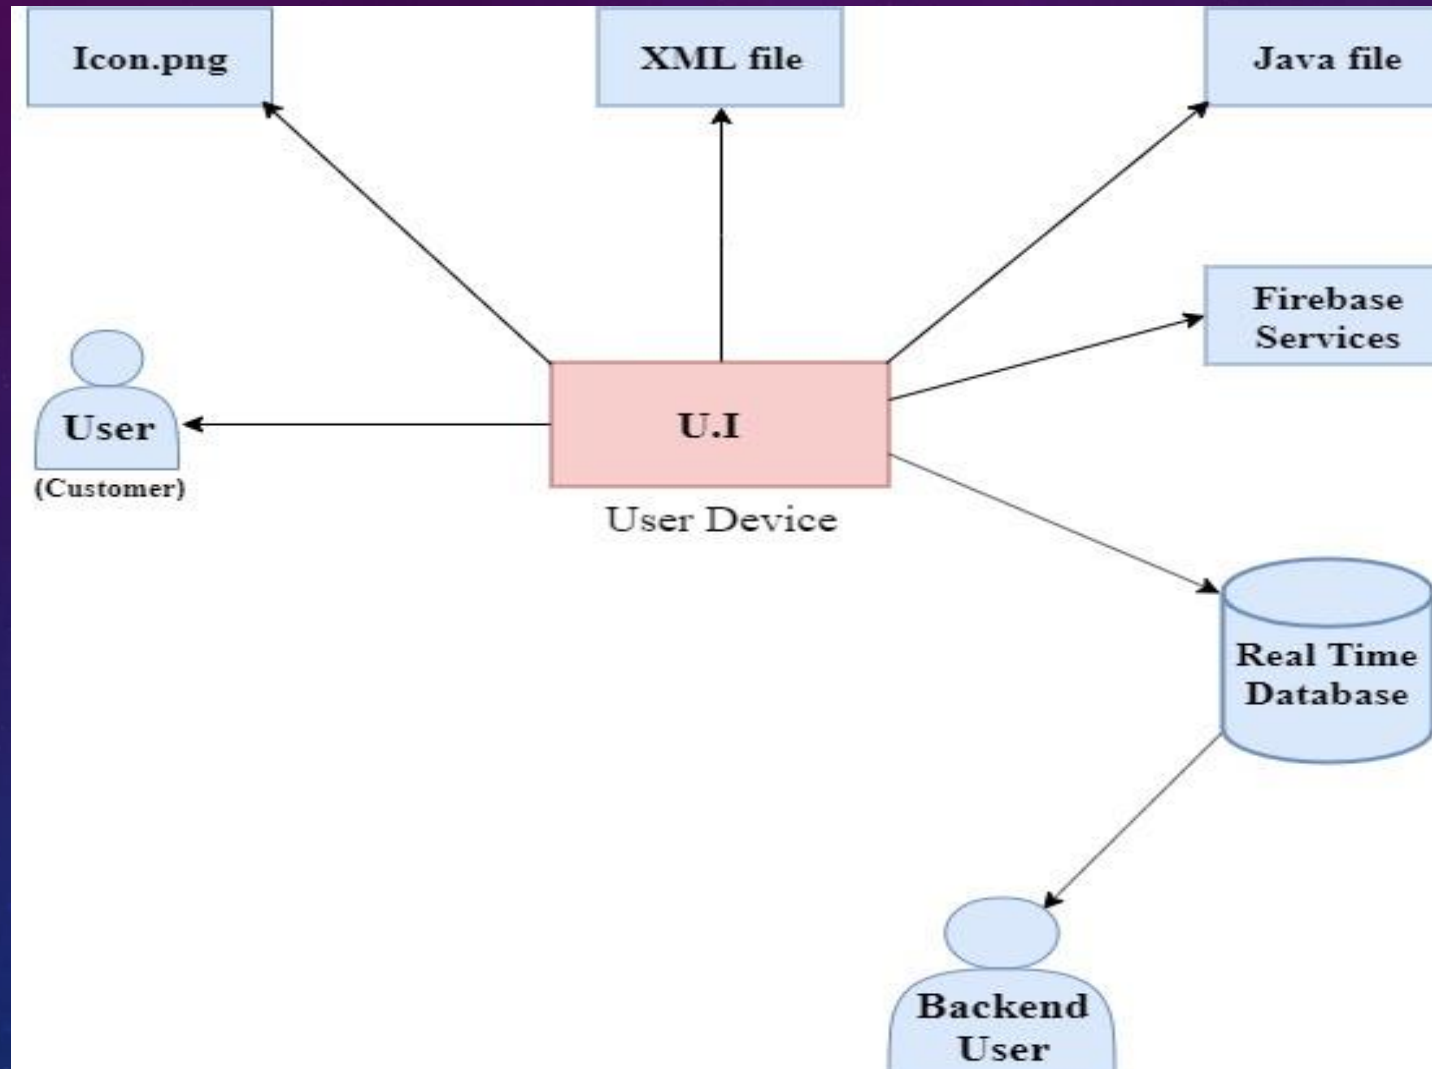 Icon.png
XML file
Java file
Firebase
Services
User
(Customer)
U.I
User Device
Real Time
Database
Backend
User